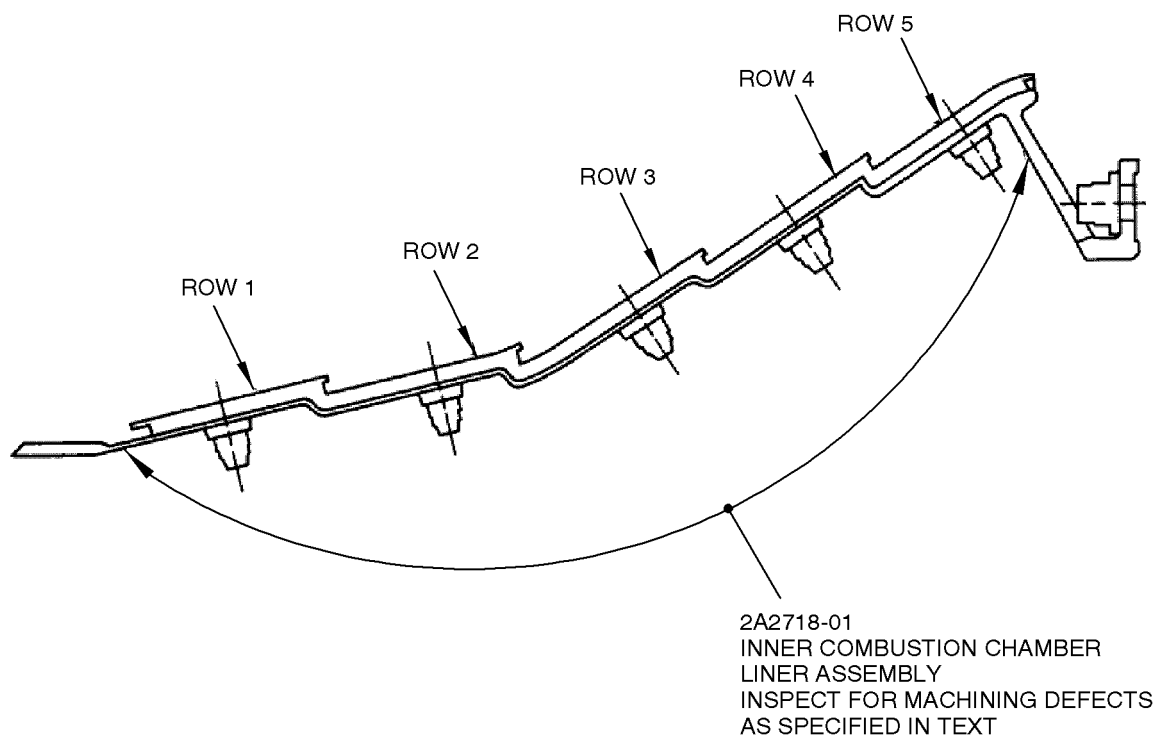 ROW 5
ROW 4
ROW 3
ROW 2
ROW 1
2A2718-01
INNER COMBUSTION CHAMBER
LINER ASSEMBLY
INSPECT FOR MACHINING DEFECTS
AS SPECIFIED IN TEXT